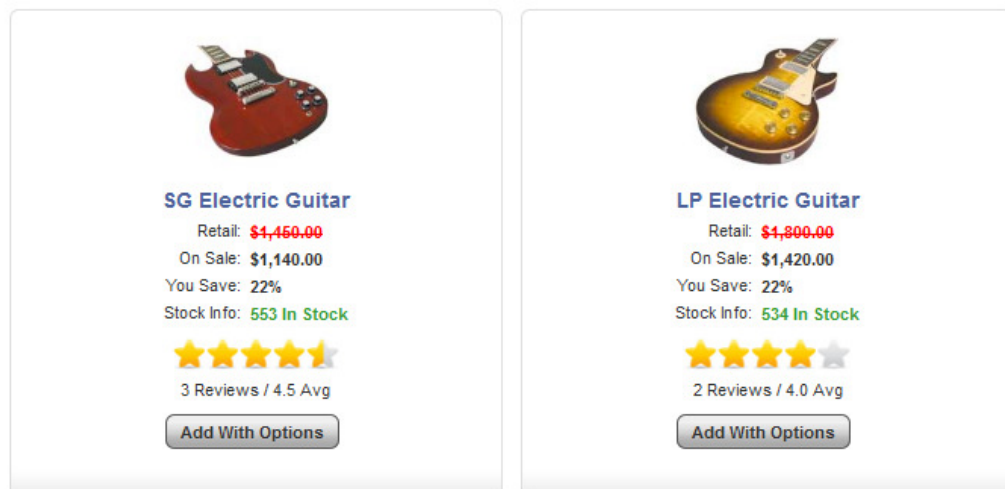 SG Electric Guitar
Retail: $1,450.00
On Sale: $1,140.00
You Save: 22%
Stock Info: 553 In Stock
3 Reviews / 4.5 Avg
Add With Options
LP Electric Guitar
Retail: $1,800.00
On Sale: $1,420.00
You Save: 22%
Stock Info: 534 In Stock
2 Reviews / 4.0 Avg
Add With Options